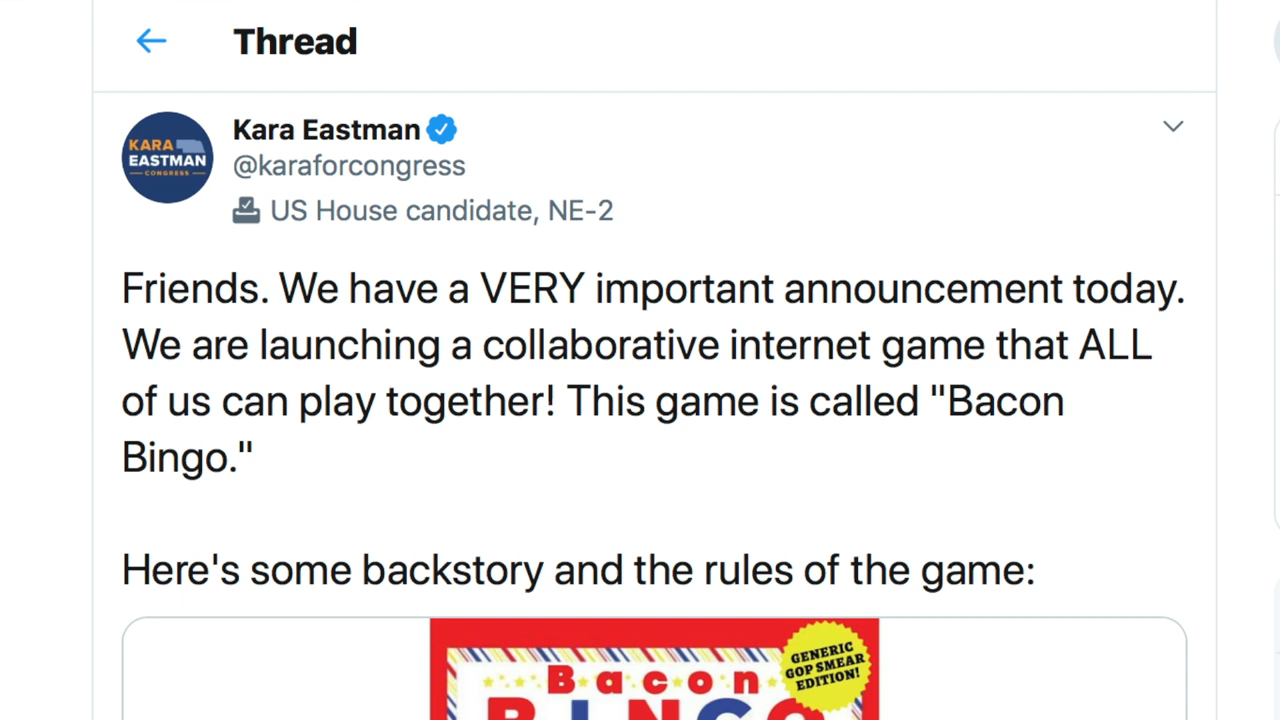 Thread
KARA
EASTMAN
CONGRESS
Kara Eastman
@karaforcongress
US House candidate, NE-2
Friends. We have a VERY important announcement today.
We are launching a collaborative internet game that ALL
of us can play together! This game is called "Bacon
Bingo."
Here's some backstory and the rules of the game:
GENERIC
GOP SMEAR
EDITION!
Bacon
BINGO